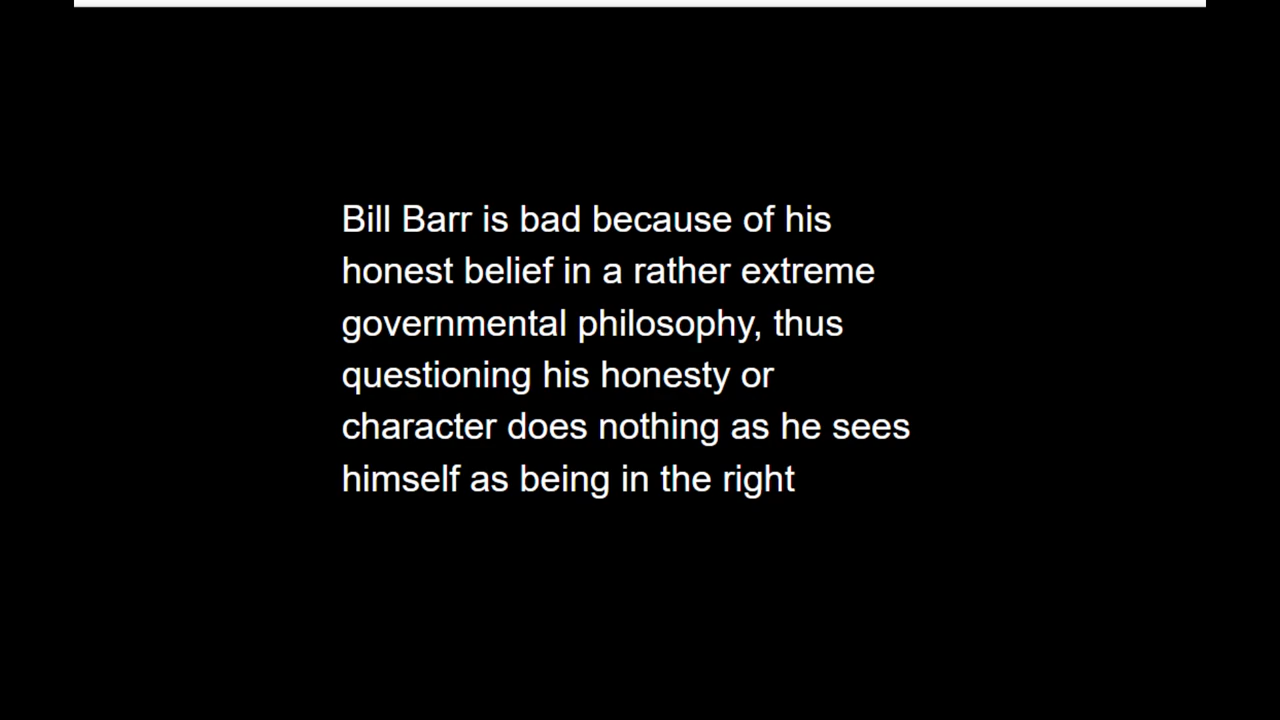 Bill Barr is bad because of his
honest belief in a rather extreme
governmental philosophy, thus
questioning his honesty or
character does nothing as he sees
himself as being in the right